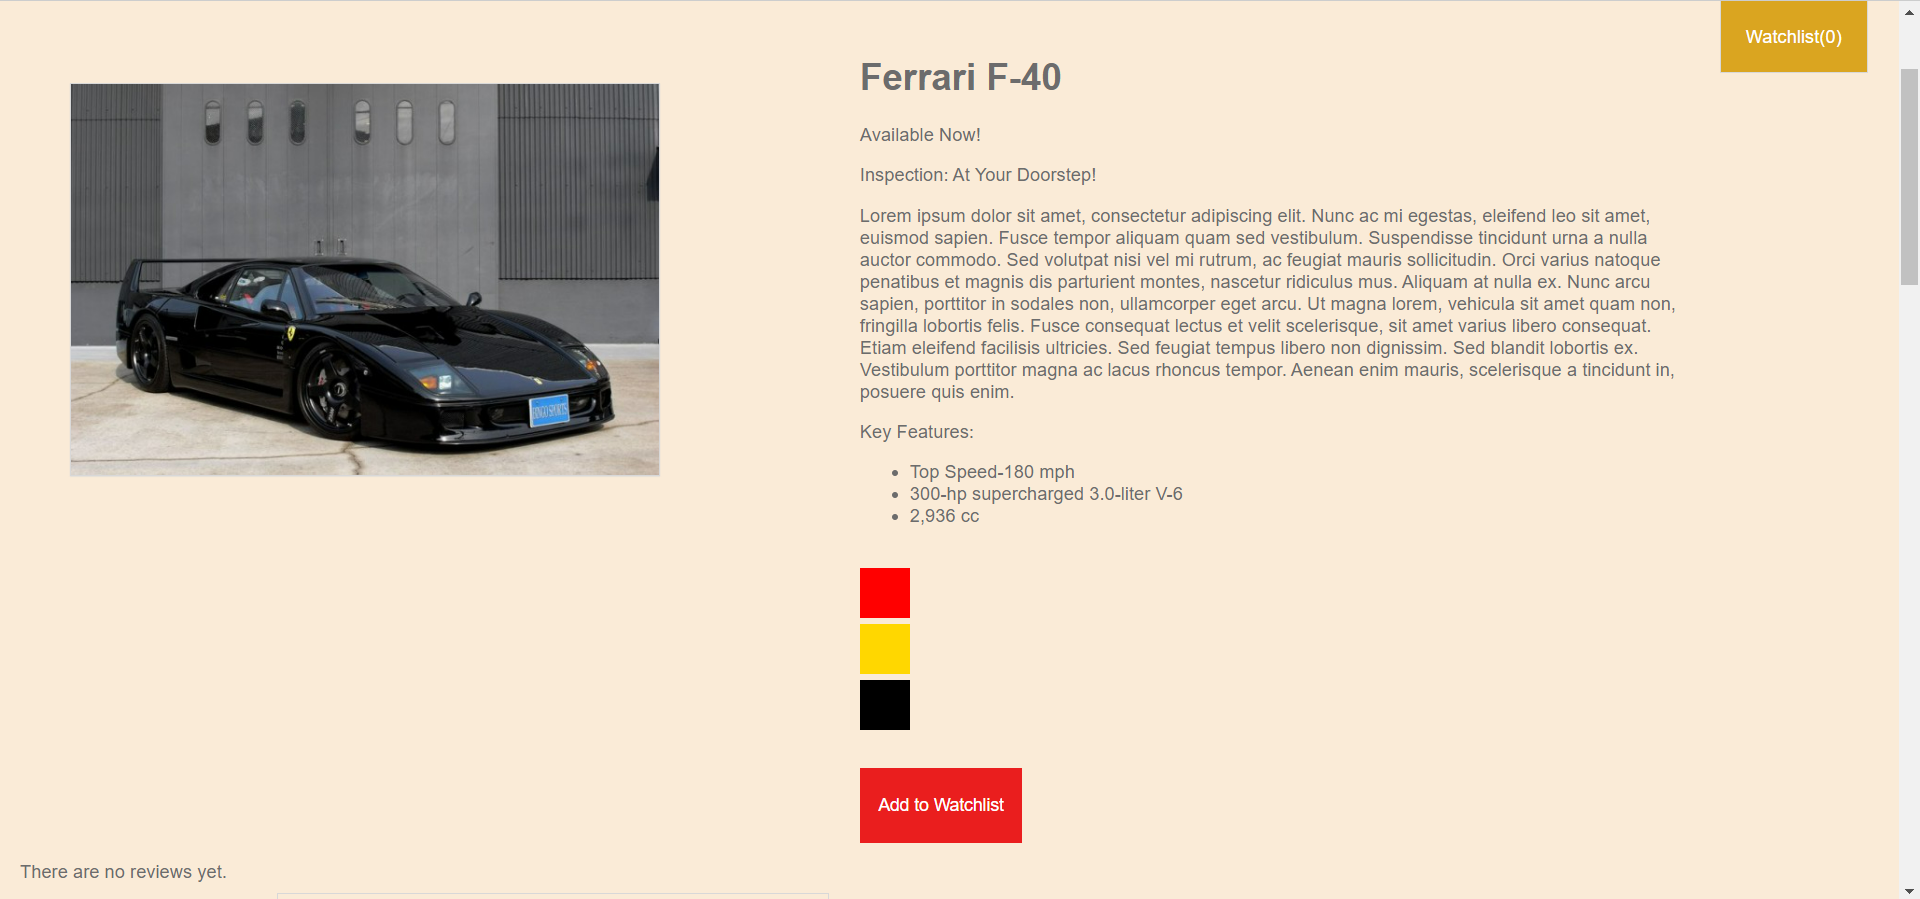 Watchlist(0)
Ferrari F-40
Available Now!
Inspection: At Your Doorstep!
Lorem ipsum dolor sit amet, consectetur adipiscing elit. Nunc ac mi egestas, eleifend leo sit amet,
euismod sapien. Fusce tempor aliquam quam sed vestibulum. Suspendisse tincidunt urna a nulla
auctor commodo. Sed volutpat nisi vel mi rutrum, ac feugiat mauris sollicitudin. Orci varius natoque
penatibus et magnis dis parturient montes, nascetur ridiculus mus. Aliquam at nulla ex. Nunc arcu
sapien, porttitor in sodales non, ullamcorper eget arcu. Ut magna lorem, vehicula sit amet quam non,
fringilla lobortis felis. Fusce consequat lectus et velit scelerisque, sit amet varius libero consequat.
Etiam eleifend facilisis ultricies. Sed feugiat tempus libero non dignissim. Sed blandit lobortis ex.
Vestibulum porttitor magna ac lacus rhoncus tempor. Aenean enim mauris, scelerisque a tincidunt in,
posuere quis enim.
Key Features:
Top Speed-180 mph
300-hp supercharged 3.0-liter V-6
2,936 cc
Add to Watchlist
There are no reviews yet.